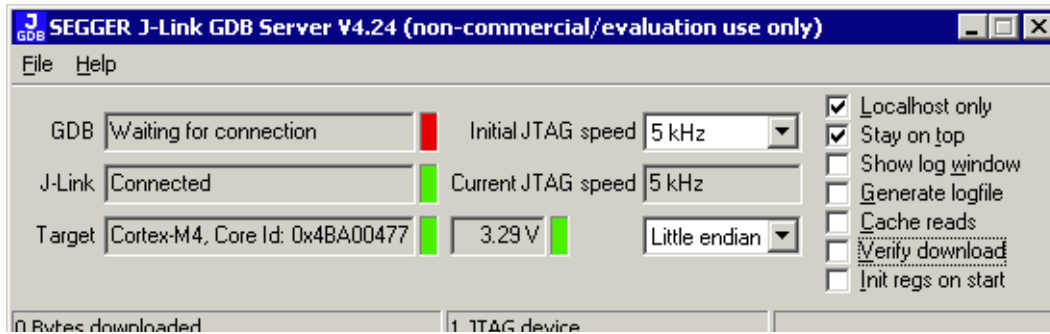 J GDB SEGGER J-Link GDB Server V4.24 (non-commercial/evaluation use only)
File Help
GDB Waiting for connection Initial JTAG speed 5 kHz
J-Link Connected Current JTAG speed 5 kHz
Target Cortex-M4, Core Id: 0x4BA00477 3.29 V Little endian
Localhost only
Stay on top
Show log window
Generate logfile
Cache reads
Verify download
Init regs on start
0 Bytes downloaded 1 JTAG device